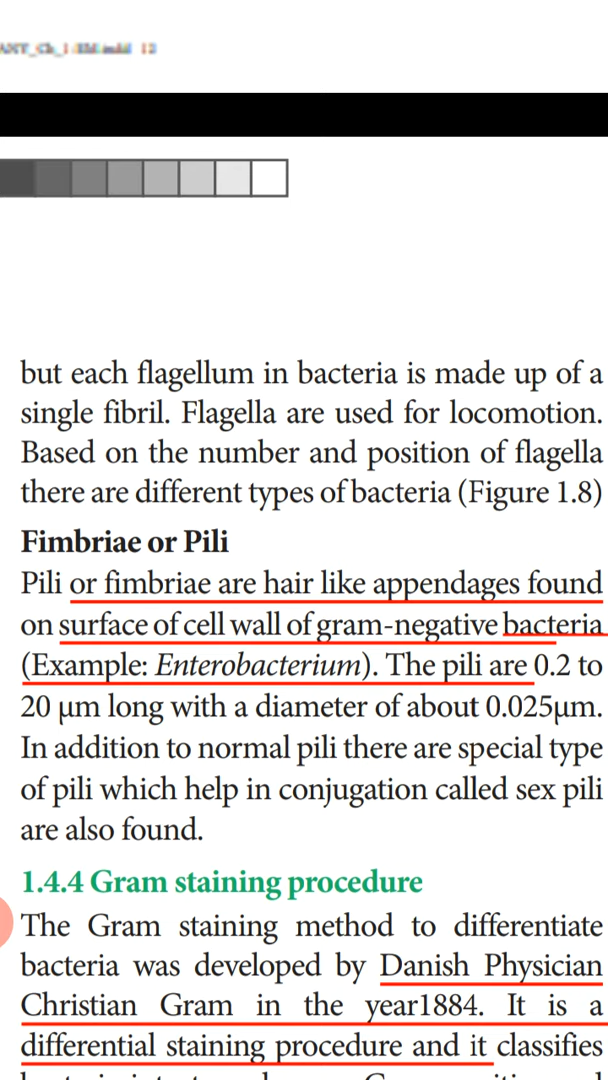 but each flagellum in bacteria is made up of a
single fibril. Flagella are used for locomotion.
Based on the number and position of flagella
there are different types of bacteria (Figure 1.8)
Fimbriae or Pili
Pili or fimbriae are hair like appendages found
on surface of cell wall of gram-negative bacteria
(Example: Enterobacterium). The pili are 0.2 to
20 µm long with a diameter of about 0.025µm.
In addition to normal pili there are special type
of pili which help in conjugation called sex pili
are also found.
1.4.4 Gram staining procedure
The Gram staining method to differentiate
bacteria was developed by Danish Physician
Christian Gram in the year1884. It is a
differential staining procedure and it classifies